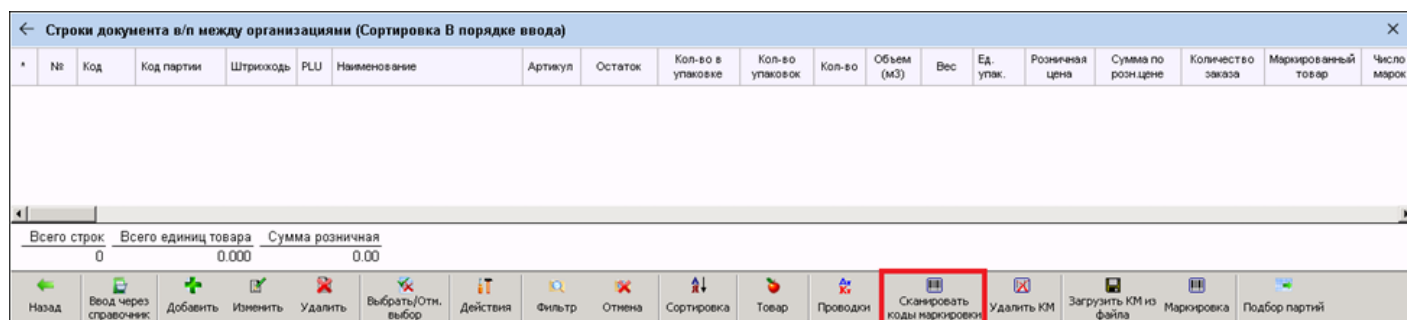 Строки документа в/п между организациями (Сортировка В порядке ввода)
* № Код Код партии Штрихкодь PLU Наименование Артикул Остаток Кол-во в упаковке Кол-во упаковок Кол-во Объем (м3) Вес Ед. упак. Розничная цена Сумма по розн.цене Количество заказа Маркированный товар Число марок
Всего строк Всего единиц товара Сумма розничная
0 0.000 0.00
Назад Ввод через справочник Добавить Изменить Удалить Выбрать/Отм. выбор Действия Фильтр Отмена Сортировка Товар Проводки Сканировать коды маркировки Удалить КМ Загрузить КМ из файла Маркировка Подбор партий